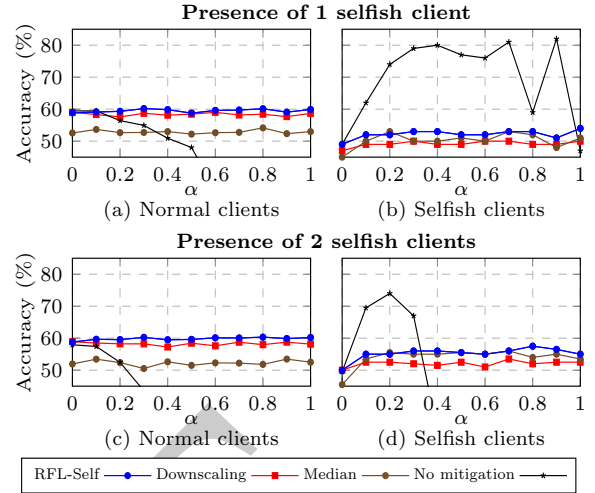 Presence of 1 selfish client
Accuracy (%)
80
70
60
50
0 0.2 0.4 0.6 0.8 1
α
(a) Normal clients
0 0.2 0.4 0.6 0.8 1
α
(b) Selfish clients
Presence of 2 selfish clients
Accuracy (%)
80
70
60
50
0 0.2 0.4 0.6 0.8 1
α
(c) Normal clients
0 0.2 0.4 0.6 0.8 1
α
(d) Selfish clients
RFL-Self Downscaling Median No mitigation